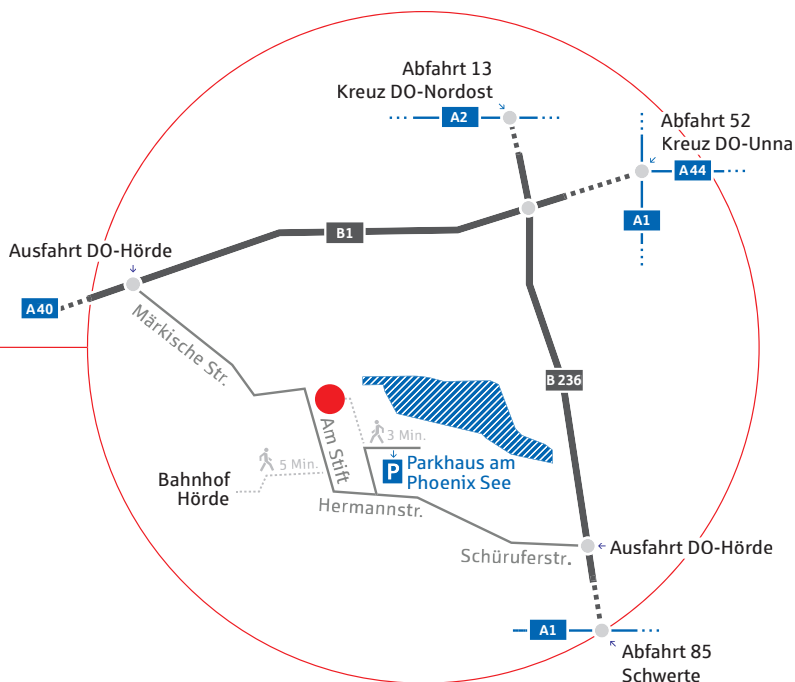 Abfahrt 13
Kreuz DO-Nordost
A2
Abfahrt 52
Kreuz DO-Unna
A44
A1
B1
Ausfahrt DO-Hörde
A40
Märkische Str.
B 236
Am Stift
3 Min.
5 Min.
P
Parkhaus am
Phoenix See
Bahnhof
Hörde
Hermannstr.
Schüruferstr.
Ausfahrt DO-Hörde
A1
Abfahrt 85
Schwerte